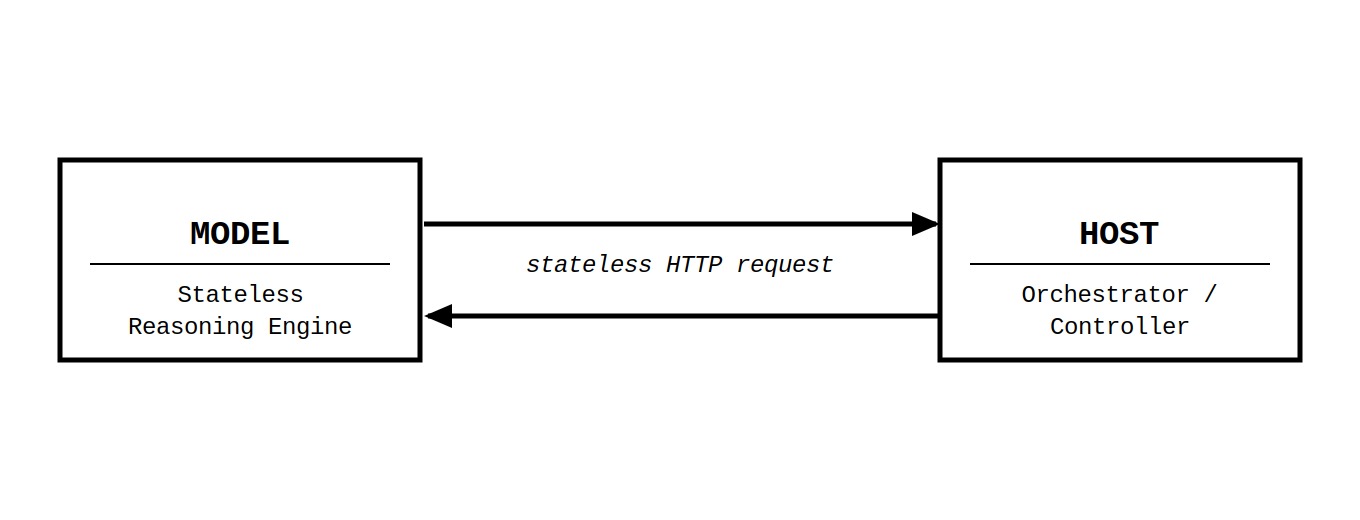 MODEL
Stateless
Reasoning Engine
stateless HTTP request
HOST
Orchestrator /
Controller